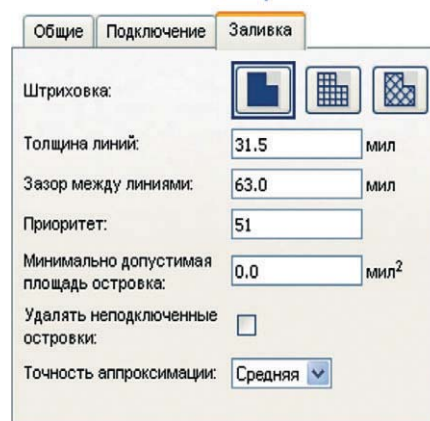 Общие Подключение Заливка
Штриховка:
Толщина линий: 31.5 мил
Зазор между линиями: 63.0 мил
Приоритет: 51
Минимально допустимая
площадь островка: 0.0 мил²
Удалять неподключенные
островки:
Точность аппроксимации: Средняя